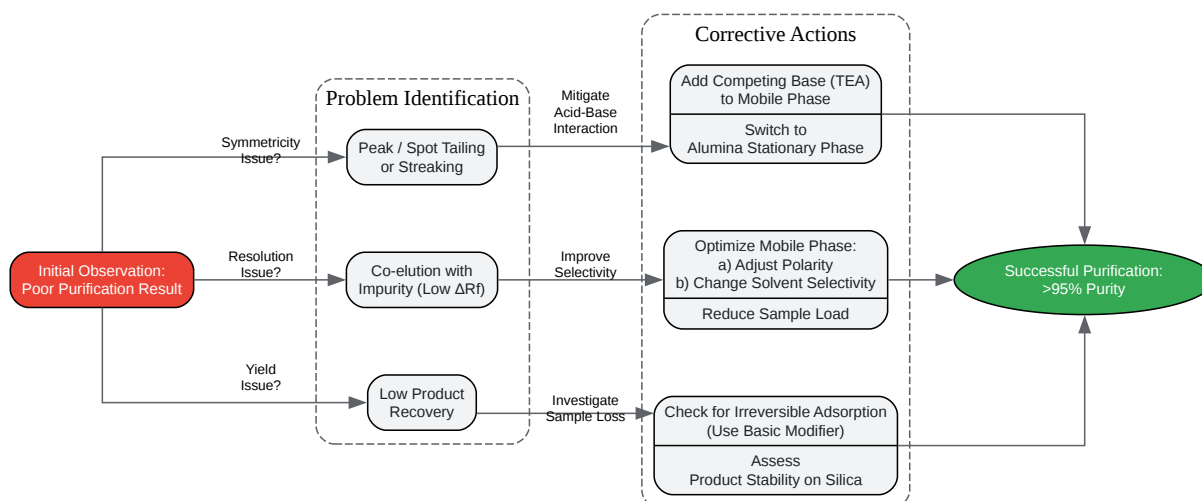 Corrective Actions
Problem Identification
Initial Observation:
Poor Purification Result
Symmetricity
Issue?
Peak / Spot Tailing
or Streaking
Mitigate
Acid-Base
Interaction
Add Competing Base (TEA)
to Mobile Phase
Switch to
Alumina Stationary Phase
Resolution
Issue?
Co-elution with
Impurity (Low ΔRf)
Improve
Selectivity
Optimize Mobile Phase:
a) Adjust Polarity
b) Change Solvent Selectivity
Reduce Sample Load
Yield
Issue?
Low Product
Recovery
Investigate
Sample Loss
Check for Irreversible Adsorption
(Use Basic Modifier)
Assess
Product Stability on Silica
Successful Purification:
>95% Purity